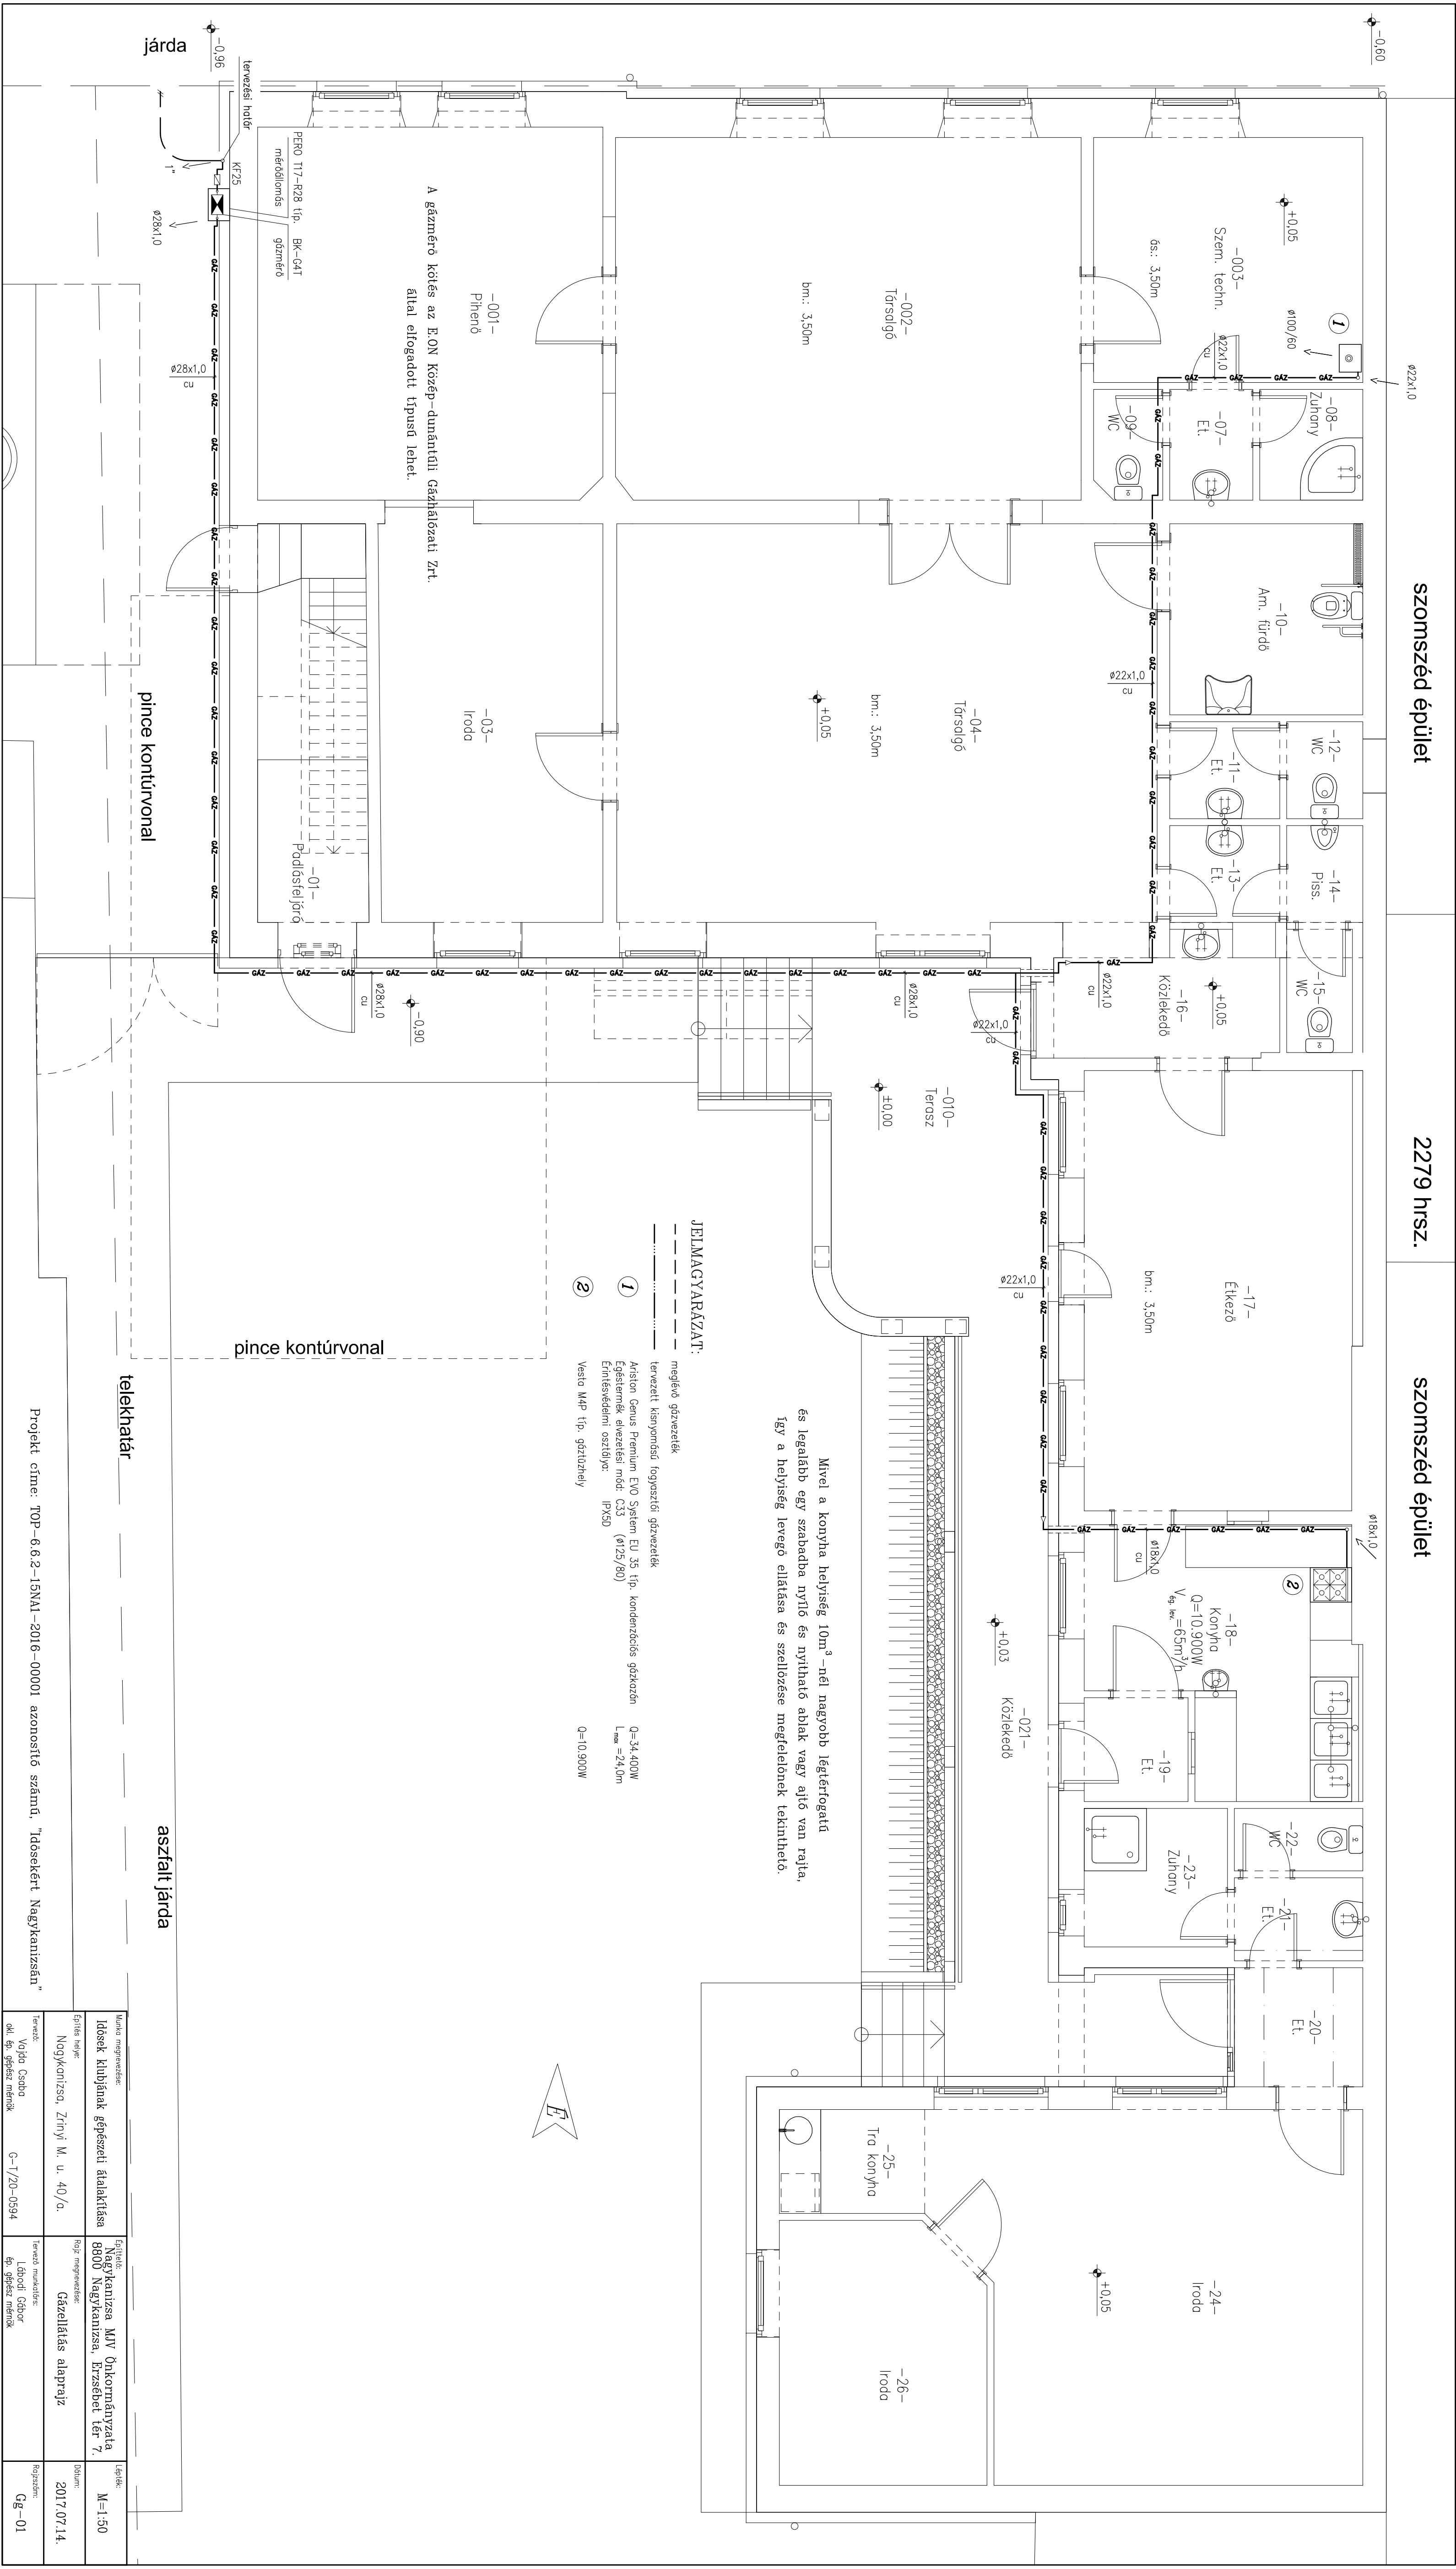 szomszéd épület
2279 hrsz.
szomszéd épület
-0,60
-0,96
járda
tervezési határ
1"
KF25
PERO T17-R28 típ. BK-G4T
mérőállomás gázmérő
ø28x1,0
A gázmérő kötés az E.ON Közép-dunántúli Gázhálózati Zrt.
által elfogadott típusú lehet.
-001-
Pihenő
-002-
Társalgó
bm.: 3,50m
-003-
Szem. techn.
ás.: 3,50m
+0,05
1
ø100/60
ø22x1,0
ø22x1,0
cu
-08-
Zuhany
-07-
Et.
-09-
WC
-10-
Am. fürdő
ø22x1,0
cu
-12-
WC
-11-
Et.
-13-
Et.
-14-
Piss.
-15-
WC
-16-
Közlekedő
+0,05
ø22x1,0
cu
-04-
Társalgó
bm.: 3,50m
+0,05
-03-
Iroda
-01-
Padlásfeljáró
ø28x1,0
cu
GÁZ
pince kontúrvonal
ø28x1,0
cu
-0,90
ø28x1,0
cu
ø22x1,0
cu
-010-
Terasz
±0,00
-17-
Étkező
bm.: 3,50m
ø22x1,0
cu
ø18x1,0
ø18x1,0
cu
2
-18-
Konyha
Q=10.900W
V ég. lev. =65m³/h
-19-
Et.
-021-
Közlekedő
+0,03
-22-
WC
-21-
Et.
-23-
Zuhany
-20-
Et.
-24-
Iroda
+0,05
-25-
Tra konyha
-26-
Iroda
Mivel a konyha helyiség 10m³-nél nagyobb légtérfogatú
és legalább egy szabadba nyíló és nyitható ablak vagy ajtó van rajta,
így a helyiség levegő ellátása és szellőzése megfelelőnek tekinthető.
JELMAGYARÁZAT:
meglévő gázvezeték
tervezett kisnyomású fogyasztói gázvezeték
1 Ariston Genus Premium EVO System EU 35 típ. kondenzációs gázkazán Q=34.400W
Égéstermék elvezetési mód: C33 (ø125/80) L max =24,0m
Érintésvédelmi osztálya: IPX5D
2 Vesta M4P típ. gáztűzhely Q=10.900W
pince kontúrvonal
telekhatár
aszfalt járda
É
Projekt címe: TOP-6.6.2-15NA1-2016-00001 azonosító számú, "Idősekért Nagykanizsán"
Munka megnevezése:
Idősek klubjának gépészeti átalakítása
Építtető:
Nagykanizsa MJV Önkormányzata
8800 Nagykanizsa, Erzsébet tér 7.
Lépték:
M=1:50
Építés helye:
Nagykanizsa, Zrinyi M. u. 40/a.
Rajz megnevezése:
Gázellátás alaprajz
Dátum:
2017.07.14.
Tervező:
Vajda Csaba
okl. ép. gépész mérnök G-T/20-0594
Tervező munkatárs:
Lábodi Gábor
ép. gépész mérnök
Rajzszám:
Gg-01